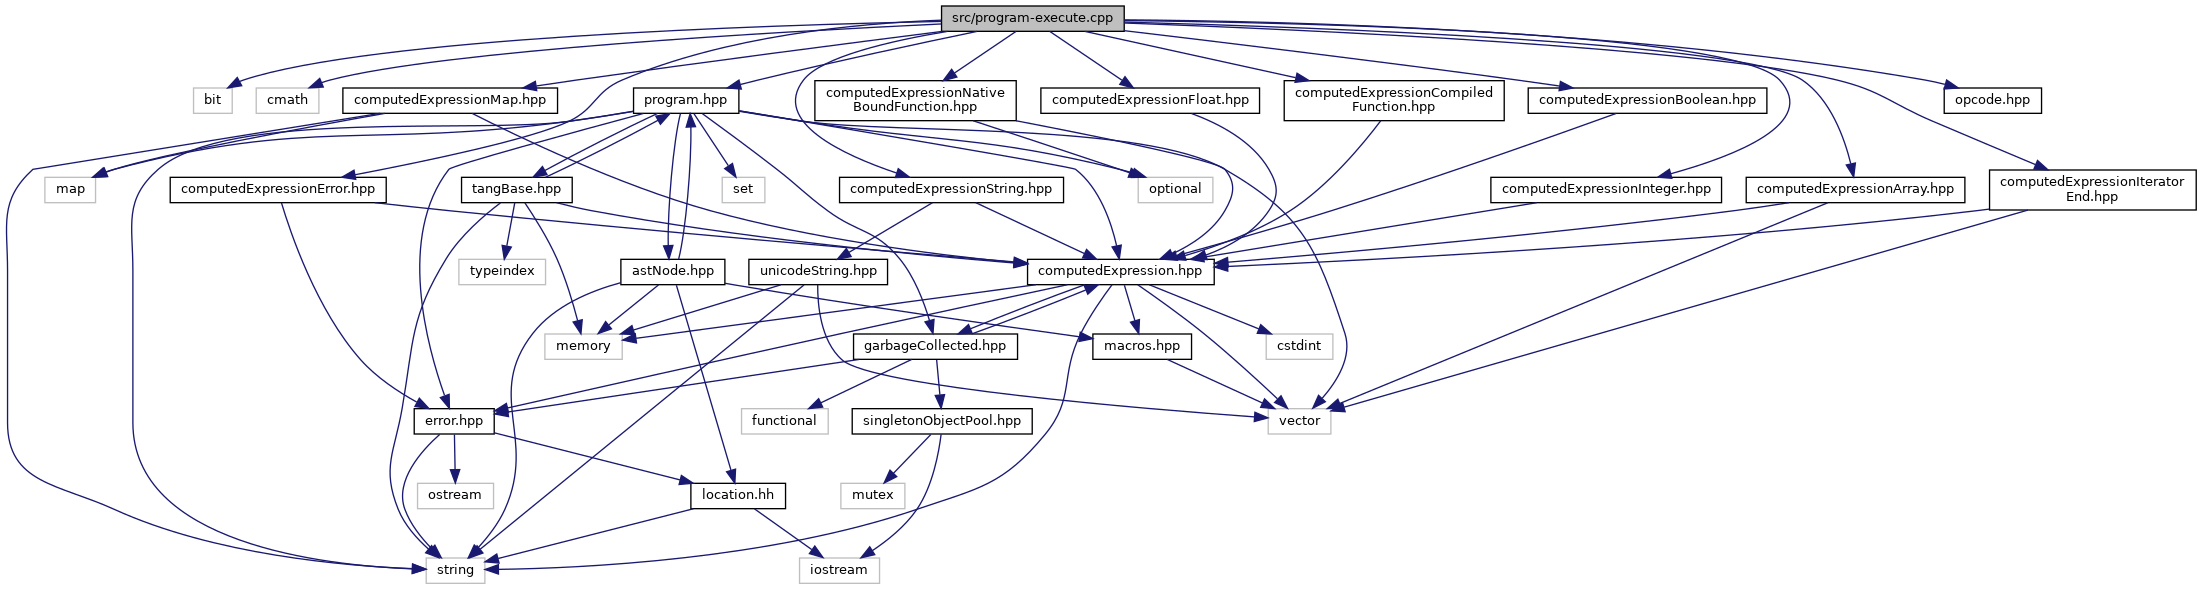 src/program-execute.cpp
bit
cmath
computedExpressionMap.hpp
program.hpp
computedExpressionNative
BoundFunction.hpp
computedExpressionFloat.hpp
computedExpressionCompiled
Function.hpp
computedExpressionBoolean.hpp
opcode.hpp
map
computedExpressionError.hpp
tangBase.hpp
set
computedExpressionString.hpp
optional
computedExpressionInteger.hpp
computedExpressionArray.hpp
computedExpressionIterator
End.hpp
typeindex
astNode.hpp
unicodeString.hpp
computedExpression.hpp
memory
garbageCollected.hpp
macros.hpp
cstdint
error.hpp
functional
singletonObjectPool.hpp
vector
ostream
location.hh
mutex
string
iostream